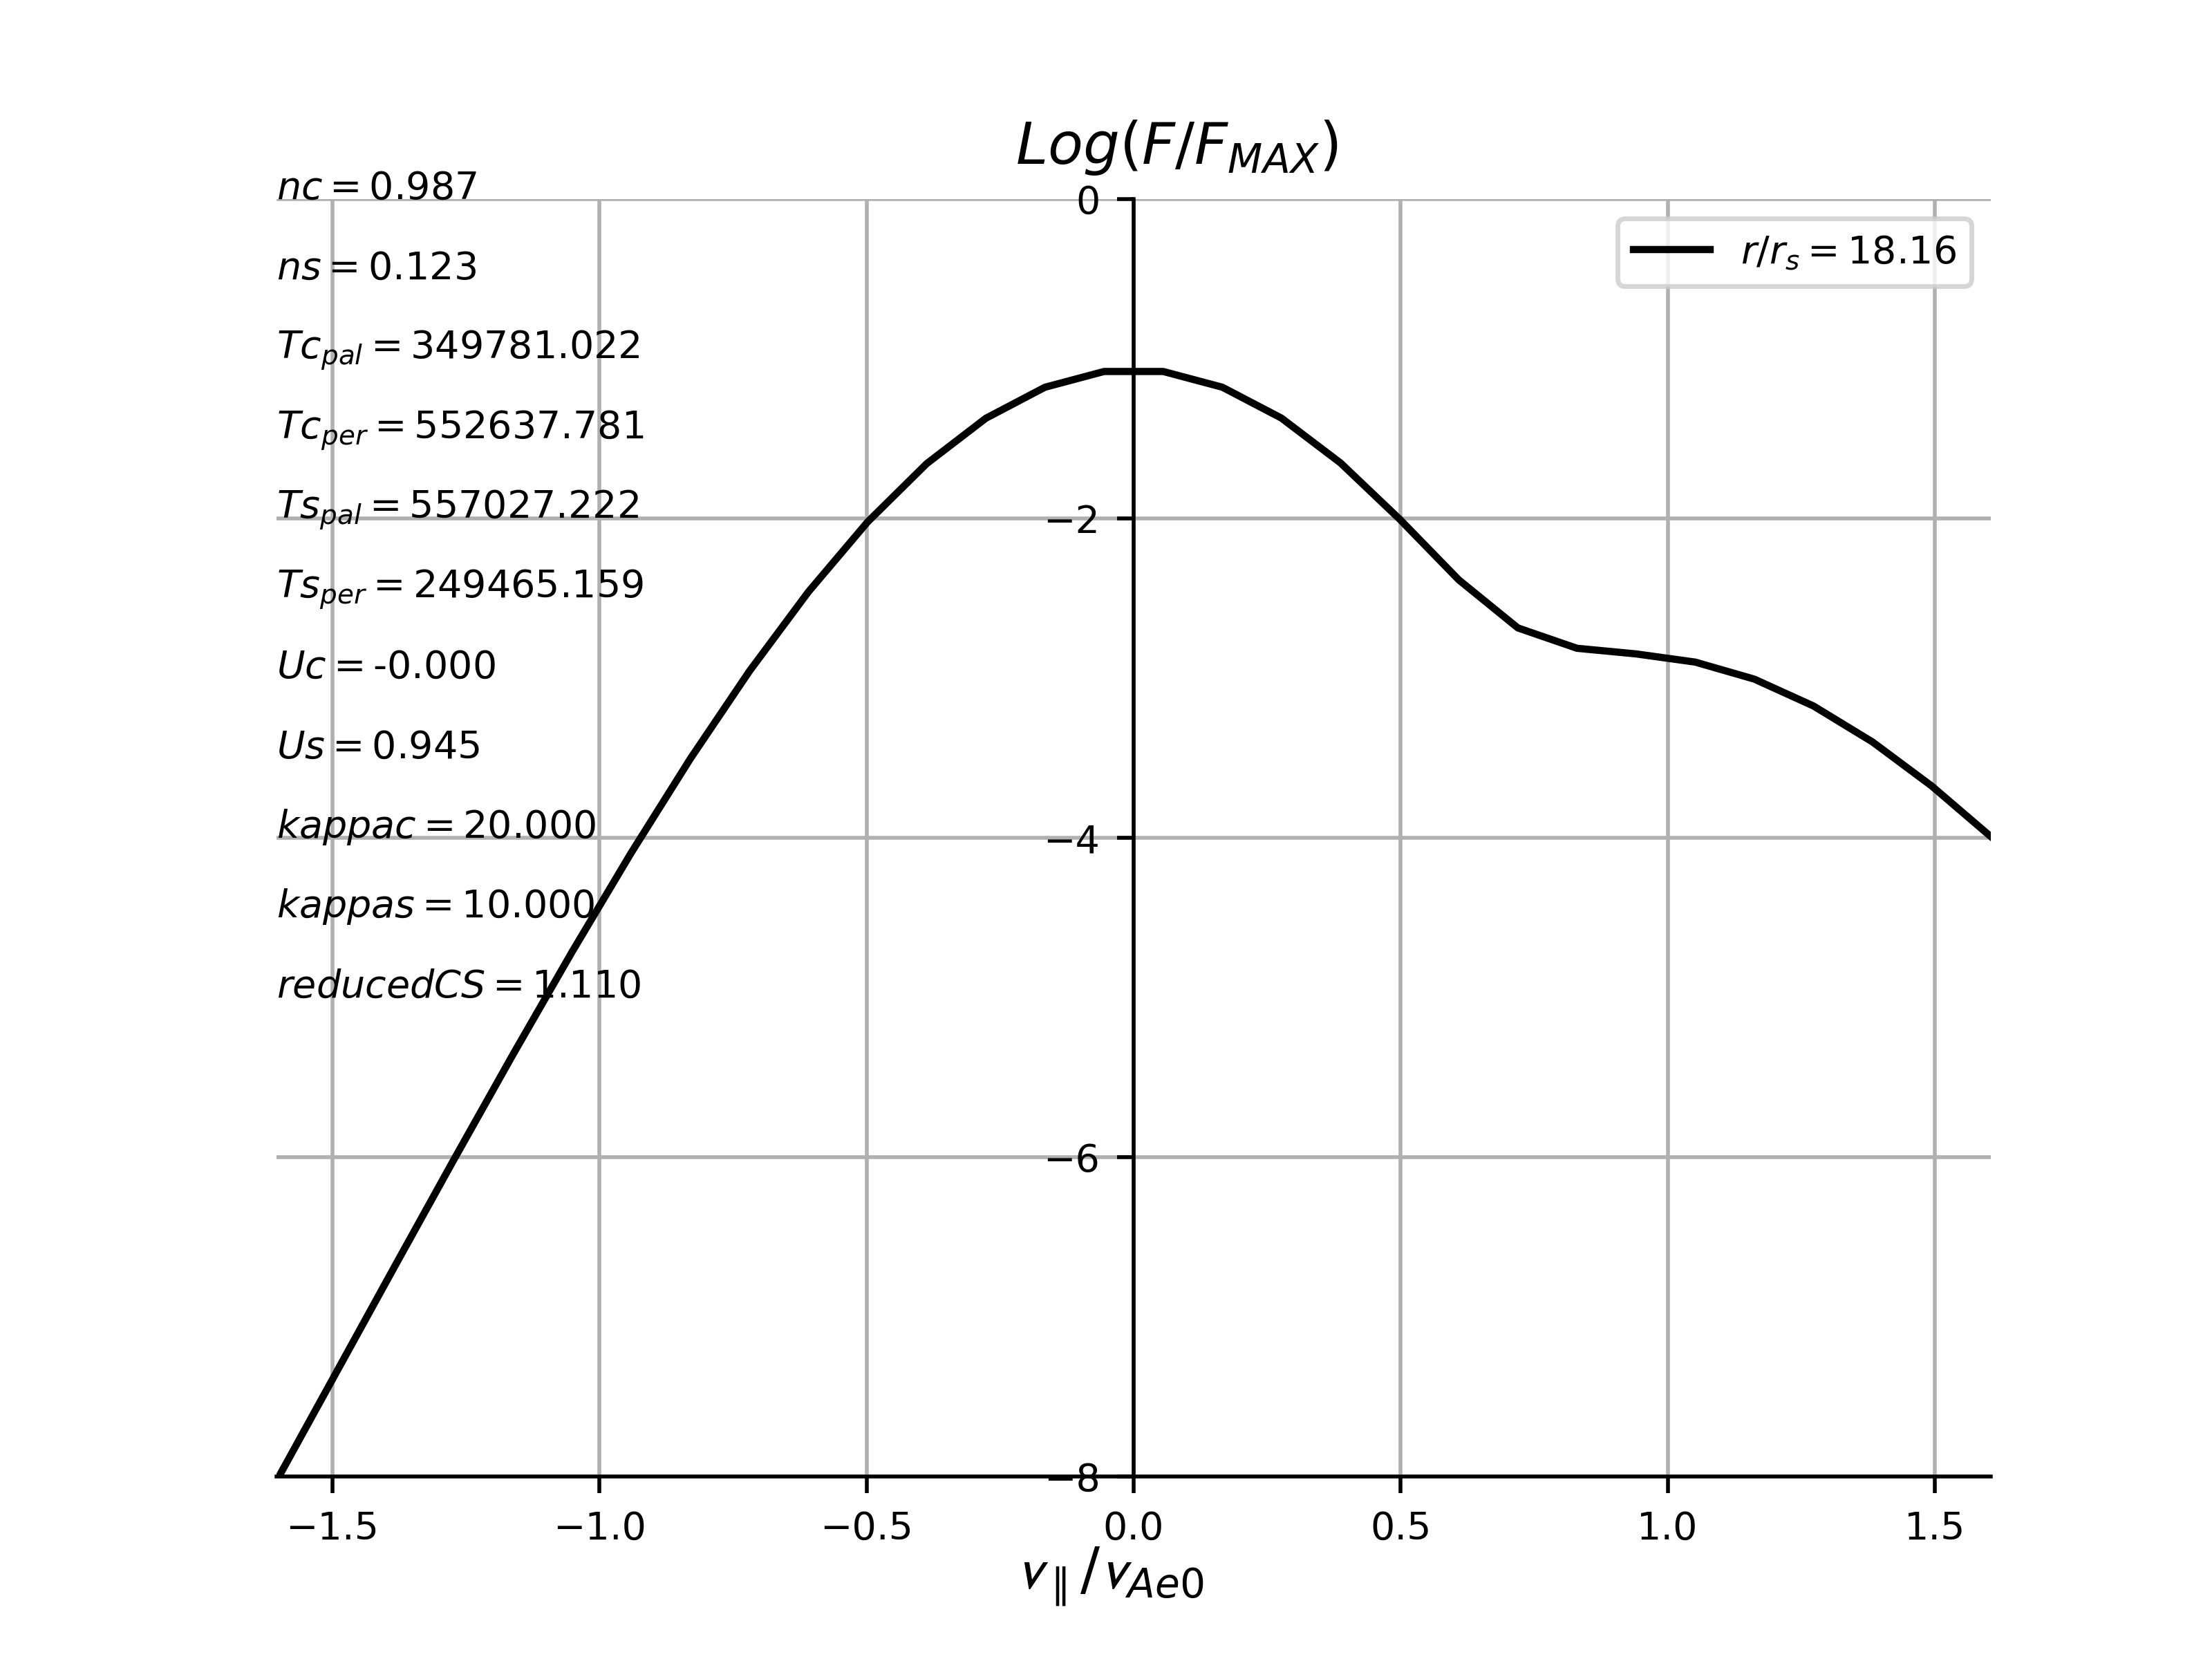 Log(F/F_MAX)
nc = 0.987
ns = 0.123
Tc_pal = 349781.022
Tc_per = 552637.781
Ts_pal = 557027.222
Ts_per = 249465.159
Uc = -0.000
Us = 0.945
kappac = 20.000
kappas = 10.000
reducedCS = 1.110
r/r_s = 18.16
0
−2
−4
−6
−8
−1.5 −1.0 −0.5 0.0 0.5 1.0 1.5
v_∥/v_Ae0